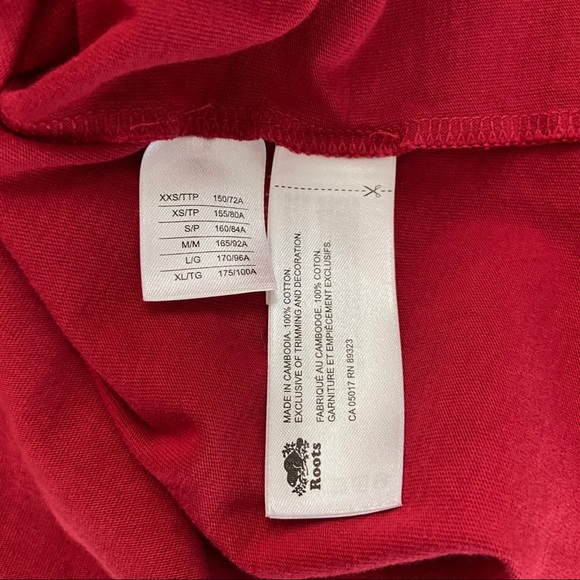 XXS/TTP 150/72A
XS/TP 155/80A
S/P 160/84A
M/M 165/92A
L/G 170/96A
XL/TG 175/100A
MADE IN CAMBODIA. 100% COTTON.
EXCLUSIVE OF TRIMMING AND DECORATION.
FABRIQUÉ AU CAMBODGE. 100% COTON.
GARNITURE ET EMPIÈCEMENT EXCLUSIFS.
CA 05017 RN 89323
Roots